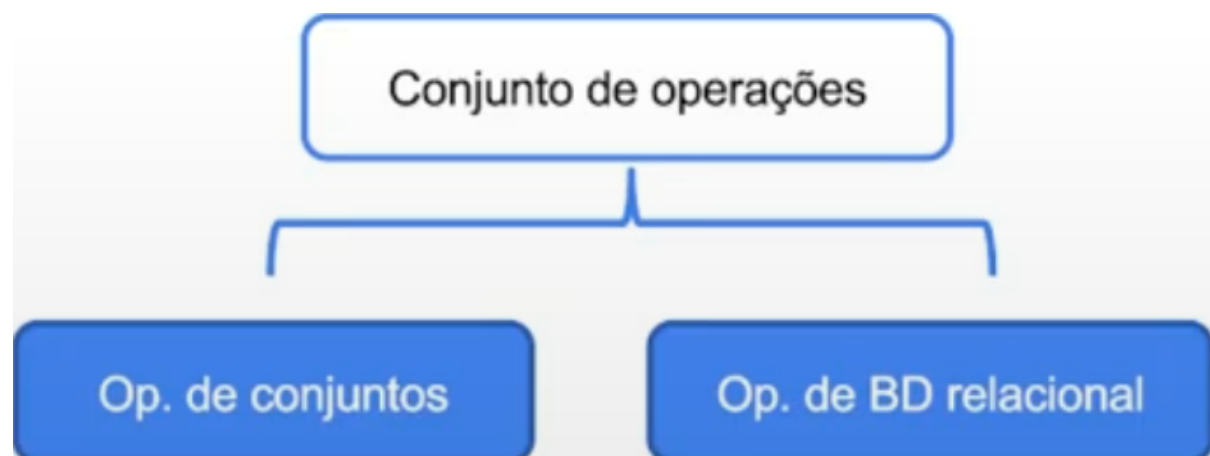 Conjunto de operações
Op. de conjuntos
Op. de BD relacional